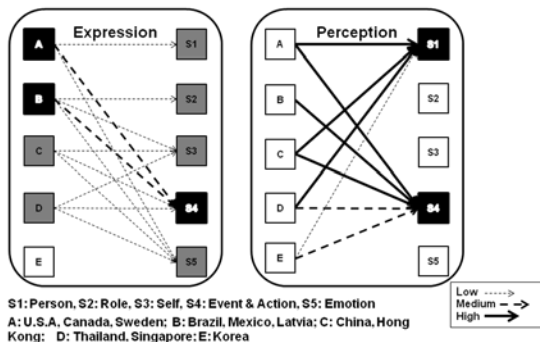 Expression Perception
A S1 A S1
B S2 B S2
C S3 C S3
D S4 D S4
E S5 E S5
S1: Person, S2: Role, S3: Self, S4: Event & Action, S5: Emotion
A: U.S.A, Canada, Sweden; B: Brazil, Mexico, Latvia; C: China, Hong
Kong; D: Thailand, Singapore; E: Korea
Low
Medium
High